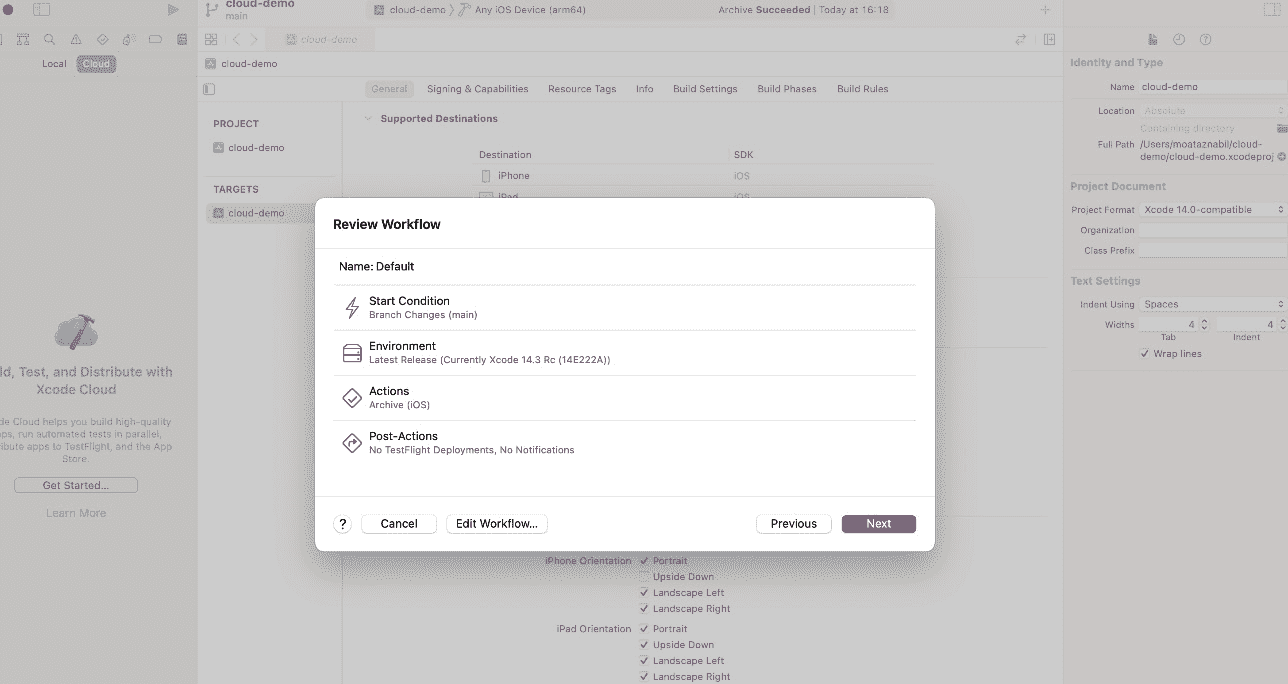 cloud-demo
main
cloud-demo
Any iOS Device (arm64)
Archive Succeeded | Today at 16:18
cloud-demo
Local
Cloud
cloud-demo
General
Signing & Capabilities
Resource Tags
Info
Build Settings
Build Phases
Build Rules
PROJECT
cloud-demo
TARGETS
cloud-demo
Supported Destinations
Destination
SDK
iPhone
iOS
iPad
iOS
Review Workflow
Name: Default
Start Condition
Branch Changes (main)
Environment
Latest Release (Currently Xcode 14.3 Rc (14E222A))
Actions
Archive (iOS)
Post-Actions
No TestFlight Deployments, No Notifications
?
Cancel
Edit Workflow...
Previous
Next
ld, Test, and Distribute with
Xcode Cloud
de Cloud helps you build high-quality
ps, run automated tests in parallel,
ribute apps to TestFlight, and the App
Store.
Get Started...
Learn More
iPhone Orientation
Portrait
Upside Down
Landscape Left
Landscape Right
iPad Orientation
Portrait
Upside Down
Landscape Left
Landscape Right
Identity and Type
Name
cloud-demo
Location
Absolute
Containing directory
Full Path
/Users/moataznabil/cloud-
demo/cloud-demo.xcodeproj
Project Document
Project Format
Xcode 14.0-compatible
Organization
Class Prefix
Text Settings
Indent Using
Spaces
Widths
4
4
Tab
Indent
Wrap lines